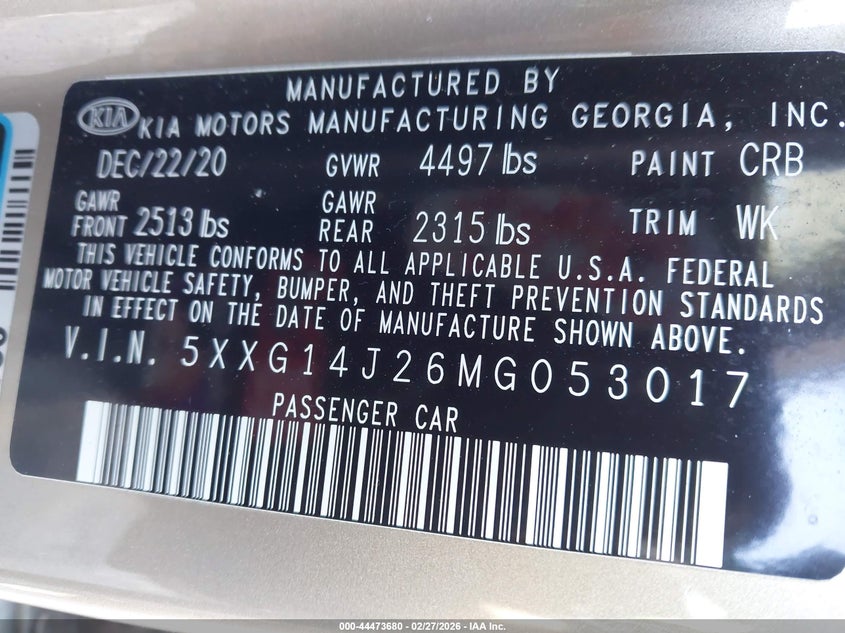 MANUFACTURED BY
KIA KIA MOTORS MANUFACTURING GEORGIA, INC.
DEC/22/20 GVWR 4497 lbs PAINT CRB
GAWR GAWR
FRONT 2513 lbs REAR 2315 lbs TRIM WK
THIS VEHICLE CONFORMS TO ALL APPLICABLE U.S.A. FEDERAL
MOTOR VEHICLE SAFETY, BUMPER, AND THEFT PREVENTION STANDARDS
IN EFFECT ON THE DATE OF MANUFACTURE SHOWN ABOVE.
V.I.N. 5XXG14J26MG053017
PASSENGER CAR
000-44473680 | 02/27/2026 - IAA Inc.